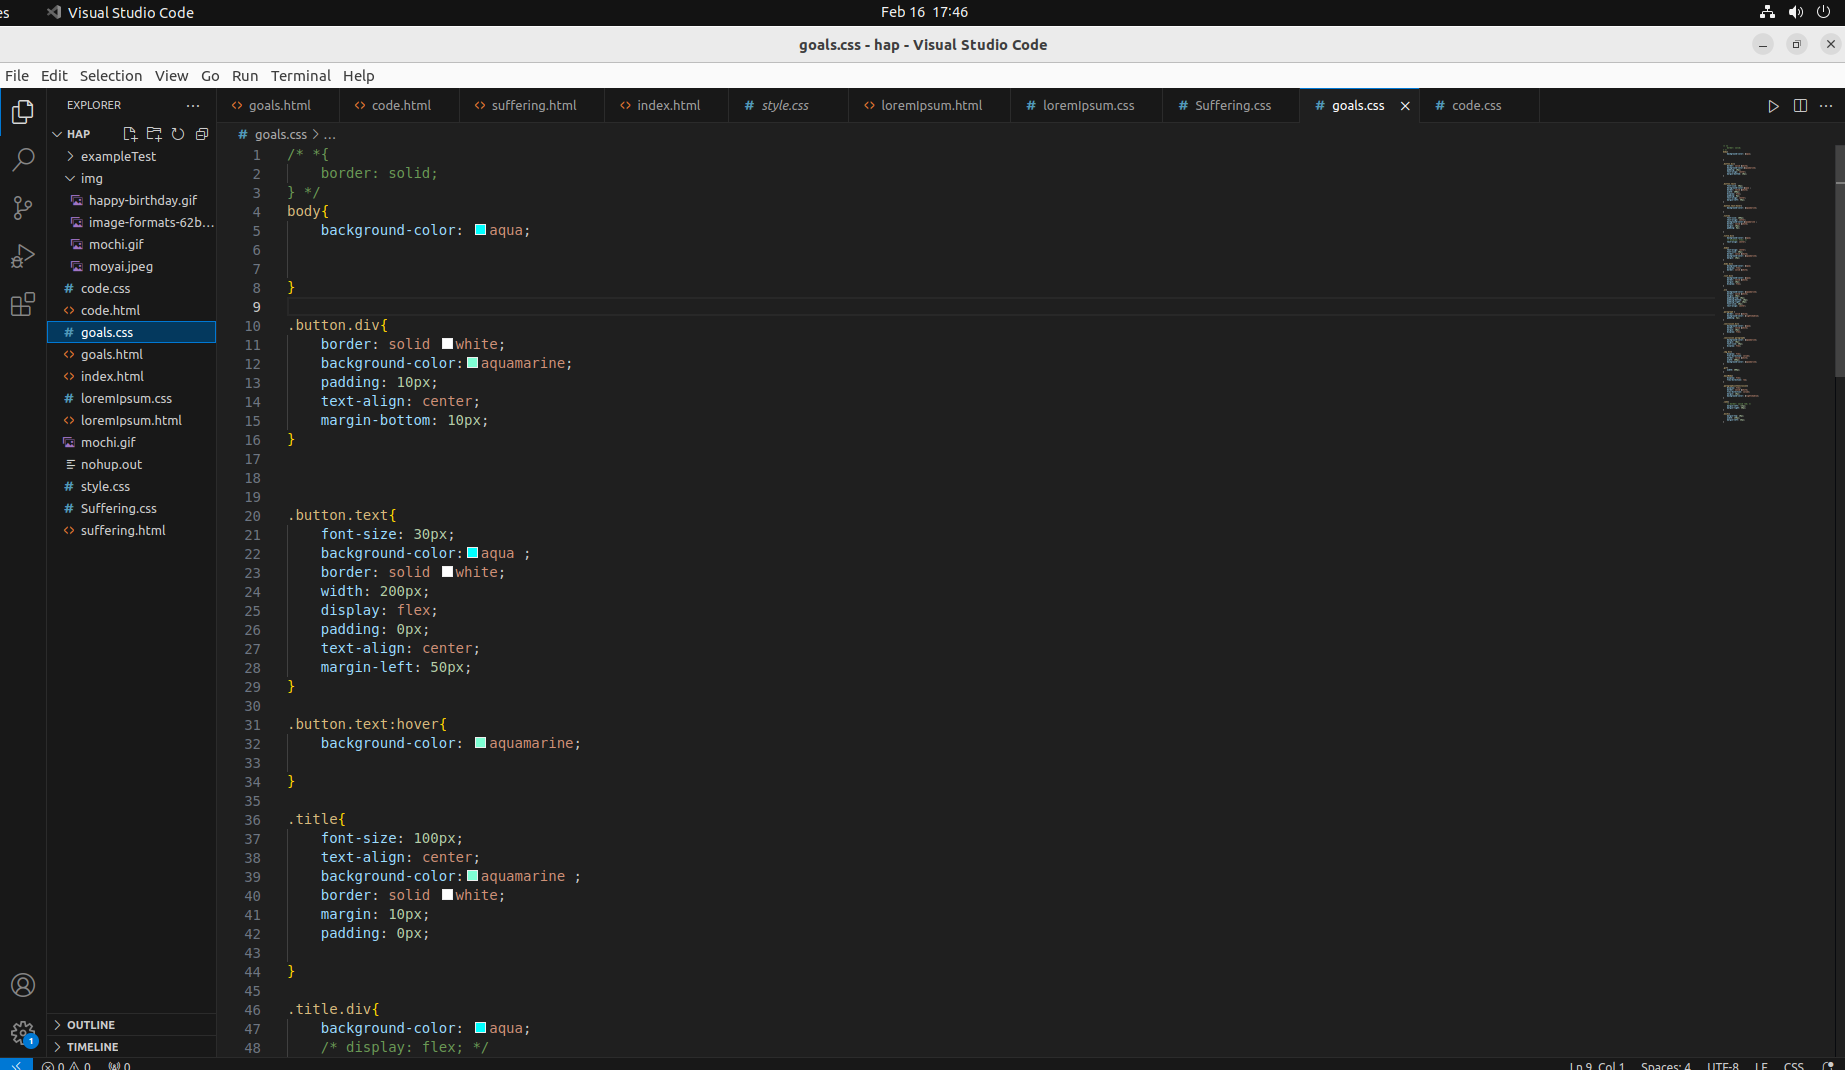 es Visual Studio Code Feb 16 17:46
goals.css - hap - Visual Studio Code
File Edit Selection View Go Run Terminal Help
EXPLORER ... goals.html code.html suffering.html index.html style.css loremIpsum.html loremIpsum.css Suffering.css goals.css code.css
HAP
goals.css > ...
exampleTest
img
happy-birthday.gif
image-formats-62b...
mochi.gif
moyai.jpeg
code.css
code.html
goals.css
goals.html
index.html
loremIpsum.css
loremIpsum.html
mochi.gif
nohup.out
style.css
Suffering.css
suffering.html
OUTLINE
TIMELINE
1 /* *{
2 border: solid;
3 } */
4 body{
5 background-color: aqua;
6
7
8 }
9
10 .button.div{
11 border: solid white;
12 background-color:aquamarine;
13 padding: 10px;
14 text-align: center;
15 margin-bottom: 10px;
16 }
17
18
19
20 .button.text{
21 font-size: 30px;
22 background-color:aqua ;
23 border: solid white;
24 width: 200px;
25 display: flex;
26 padding: 0px;
27 text-align: center;
28 margin-left: 50px;
29 }
30
31 .button.text:hover{
32 background-color: aquamarine;
33
34 }
35
36 .title{
37 font-size: 100px;
38 text-align: center;
39 background-color:aquamarine ;
40 border: solid white;
41 margin: 10px;
42 padding: 0px;
43
44 }
45
46 .title.div{
47 background-color: aqua;
48 /* display: flex; */
1
0 0 0 Ln 9, Col 1 Spaces: 4 UTF-8 LF CSS